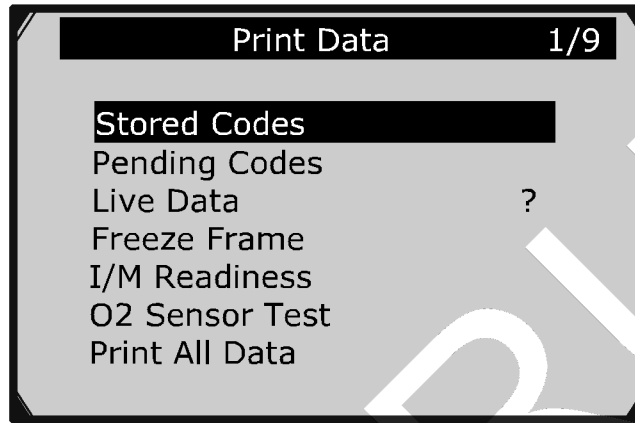 Print Data 1/9
Stored Codes
Pending Codes
Live Data ?
Freeze Frame
I/M Readiness
O2 Sensor Test
Print All Data